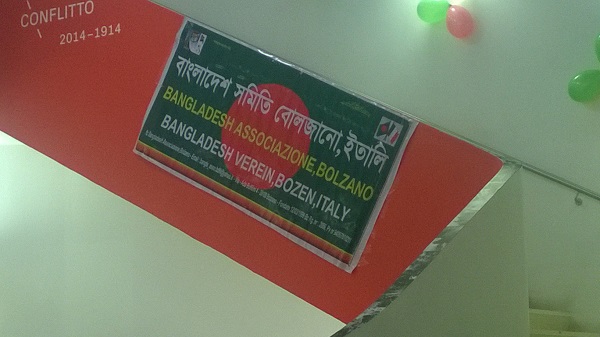 CONFLITTO
2014-1914
বাংলাদেশ সমিতি বোলজানো, ইতালি
BANGLADESH ASSOCIAZIONE,BOLZANO
BANGLADESH VEREIN,BOZEN,ITALY